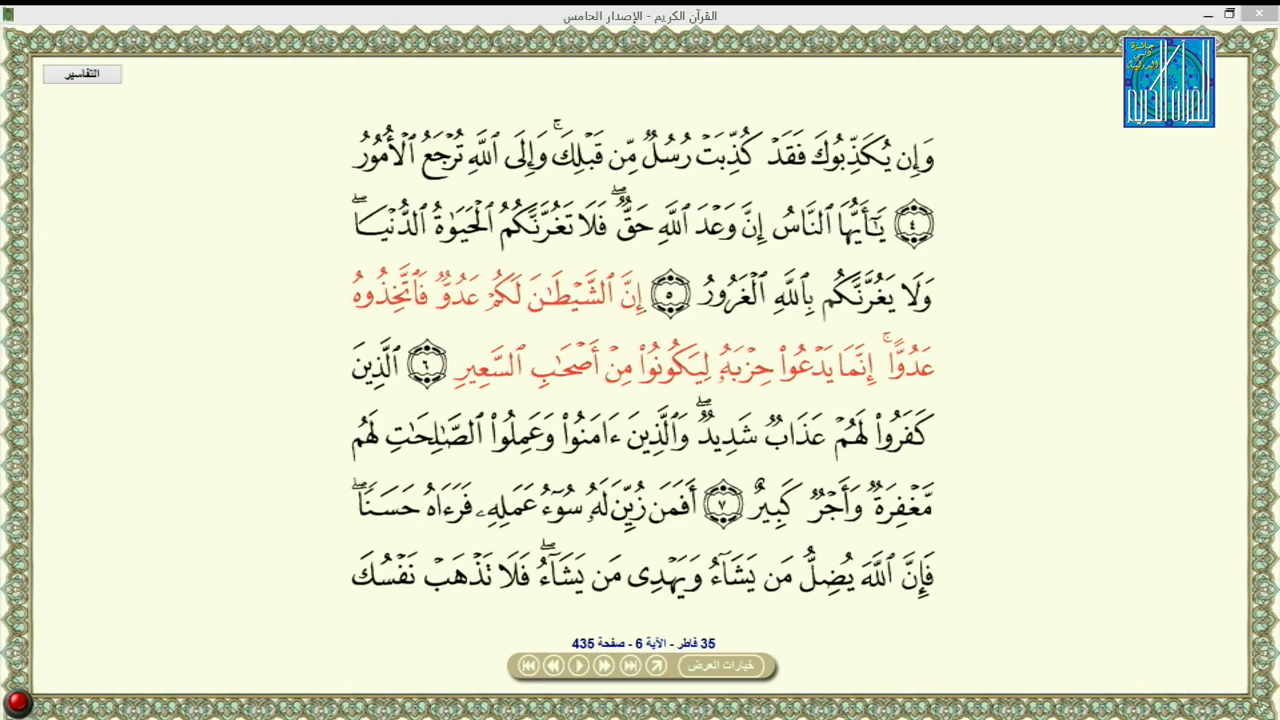 القرآن الكريم - الإصدار الخامس
التفاسير
وَإِن يُكَذِّبُوكَ فَقَدْ كُذِّبَتْ رُسُلٌ مِّن قَبْلِكَ ۚ وَإِلَى ٱللَّهِ تُرْجَعُ ٱلْأُمُورُ
٤ يَٰٓأَيُّهَا ٱلنَّاسُ إِنَّ وَعْدَ ٱللَّهِ حَقٌّ ۖ فَلَا تَغُرَّنَّكُمُ ٱلْحَيَوٰةُ ٱلدُّنْيَا ۖ
وَلَا يَغُرَّنَّكُم بِٱللَّهِ ٱلْغَرُورُ ٥ إِنَّ ٱلشَّيْطَٰنَ لَكُمْ عَدُوٌّ فَٱتَّخِذُوهُ
عَدُوًّا ۚ إِنَّمَا يَدْعُوا۟ حِزْبَهُۥ لِيَكُونُوا۟ مِنْ أَصْحَٰبِ ٱلسَّعِيرِ ٦ ٱلَّذِينَ
كَفَرُوا۟ لَهُمْ عَذَابٌ شَدِيدٌ ۖ وَٱلَّذِينَ ءَامَنُوا۟ وَعَمِلُوا۟ ٱلصَّٰلِحَٰتِ لَهُم
مَّغْفِرَةٌ وَأَجْرٌ كَبِيرٌ ٧ أَفَمَن زُيِّنَ لَهُۥ سُوٓءُ عَمَلِهِۦ فَرَءَاهُ حَسَنًا ۖ
فَإِنَّ ٱللَّهَ يُضِلُّ مَن يَشَآءُ وَيَهْدِى مَن يَشَآءُ ۖ فَلَا تَذْهَبْ نَفْسُكَ
35 فاطر - الآية 6 - صفحة 435
خيارات العرض